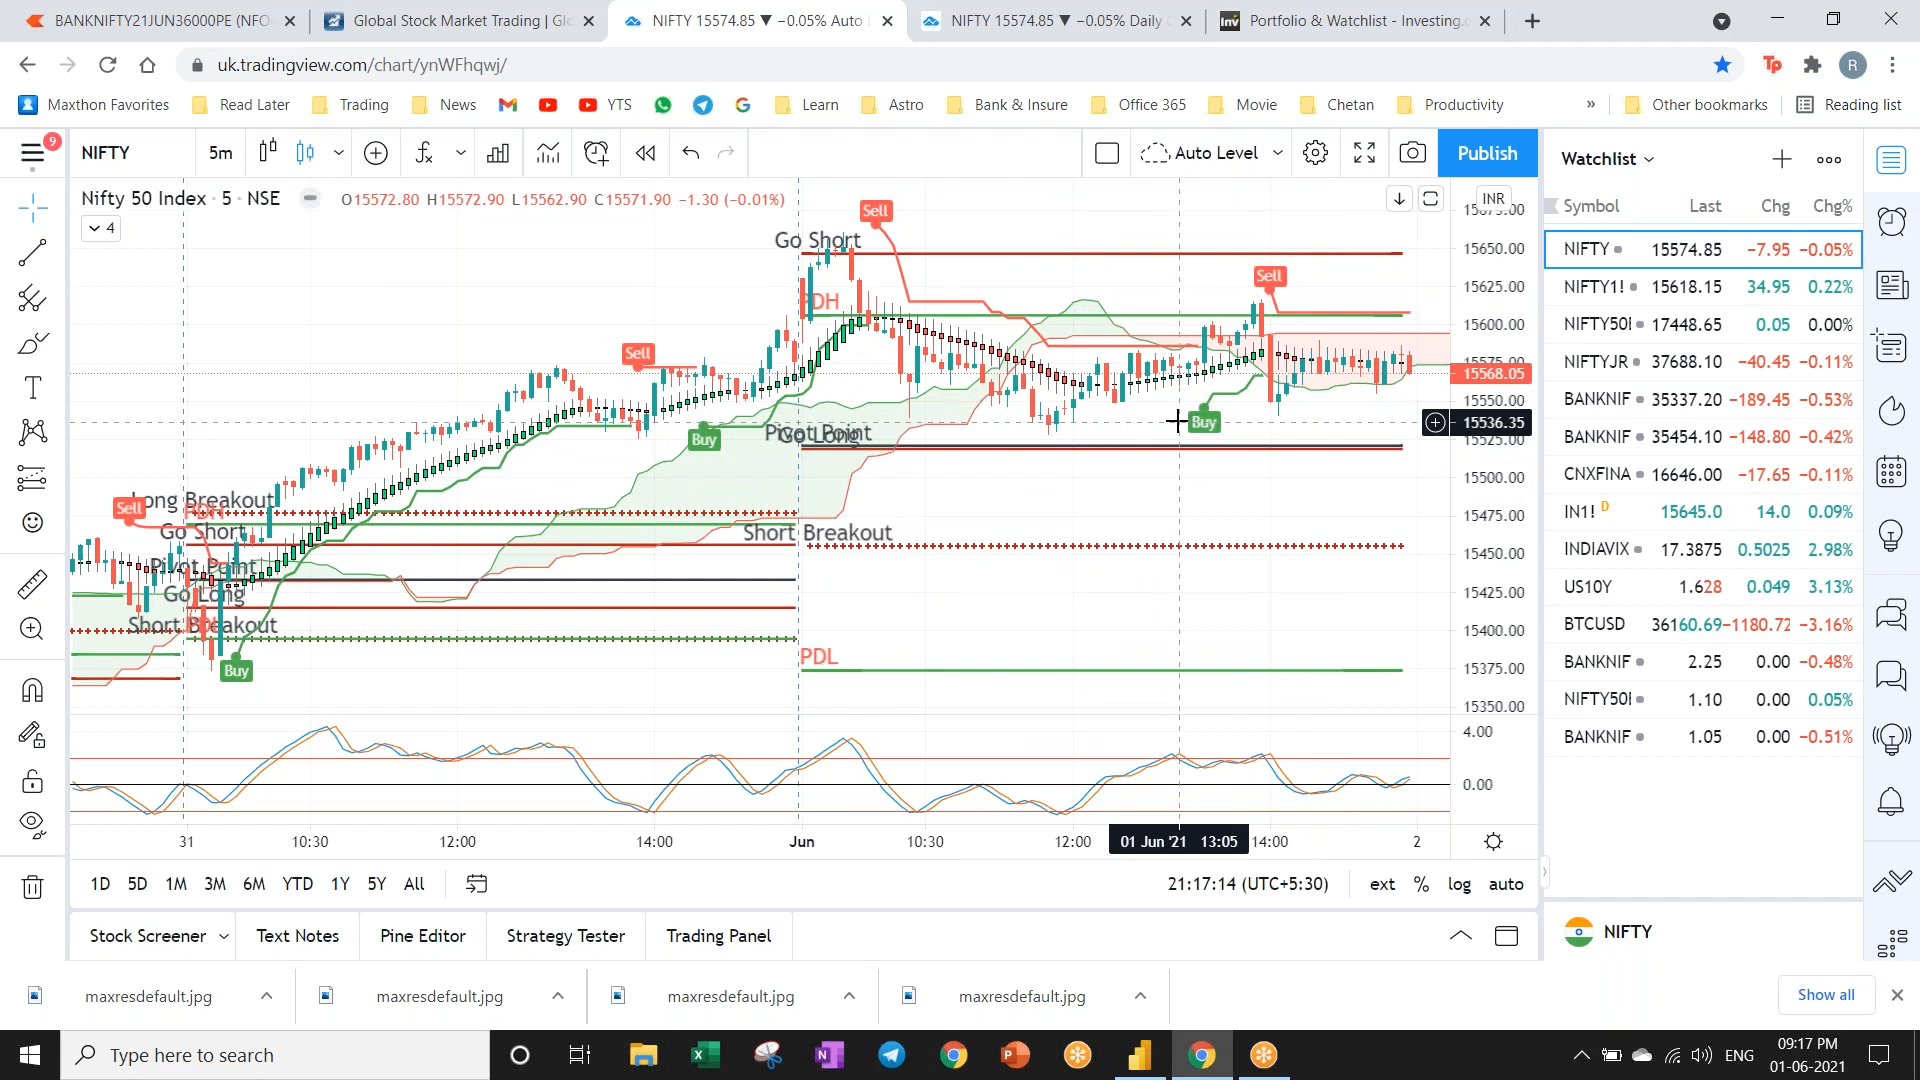 BANKNIFTY21JUN36000PE (NFO-
Global Stock Market Trading | Glo
NIFTY 15574.85 ▼ −0.05% Auto L
NIFTY 15574.85 ▼ −0.05% Daily
Portfolio & Watchlist - Investing.c
uk.tradingview.com/chart/ynWFhqwj/
Tp
R
Maxthon Favorites
Read Later
Trading
News
YTS
Learn
Astro
Bank & Insure
Office 365
Movie
Chetan
Productivity
»
Other bookmarks
Reading list
9
NIFTY
5m
Auto Level
Publish
Watchlist
Nifty 50 Index · 5 · NSE
O15572.80 H15572.90 L15562.90 C15571.90 −1.30 (−0.01%)
4
INR
Symbol Last Chg Chg%
NIFTY 15574.85 −7.95 −0.05%
NIFTY1! 15618.15 34.95 0.22%
NIFTY50I 17448.65 0.05 0.00%
NIFTYJR 37688.10 −40.45 −0.11%
BANKNIF 35337.20 −189.45 −0.53%
BANKNIF 35454.10 −148.80 −0.42%
CNXFINA 16646.00 −17.65 −0.11%
IN1! D 15645.0 14.0 0.09%
INDIAVIX 17.3875 0.5025 2.98%
US10Y 1.628 0.049 3.13%
BTCUSD 36160.69 −1180.72 −3.16%
BANKNIF 2.25 0.00 −0.48%
NIFTY50I 1.10 0.00 0.05%
BANKNIF 1.05 0.00 −0.51%
Sell
Go Short
PDH
Sell
Sell
Buy
Pivot Point
Go Long
Buy
Short Breakout
PDL
Long Breakout
Sell
PDH
Go Short
Pivot Point
Go Long
Short Breakout
Buy
15650.00
15625.00
15600.00
15575.00
15568.05
15550.00
15536.35
15525.00
15500.00
15475.00
15450.00
15425.00
15400.00
15375.00
15350.00
4.00
0.00
31
10:30
12:00
14:00
Jun
10:30
12:00
01 Jun '21 13:05
14:00
2
1D 5D 1M 3M 6M YTD 1Y 5Y All
21:17:14 (UTC+5:30)
ext % log auto
Stock Screener
Text Notes
Pine Editor
Strategy Tester
Trading Panel
NIFTY
maxresdefault.jpg
maxresdefault.jpg
maxresdefault.jpg
maxresdefault.jpg
Show all
Type here to search
ENG
09:17 PM
01-06-2021